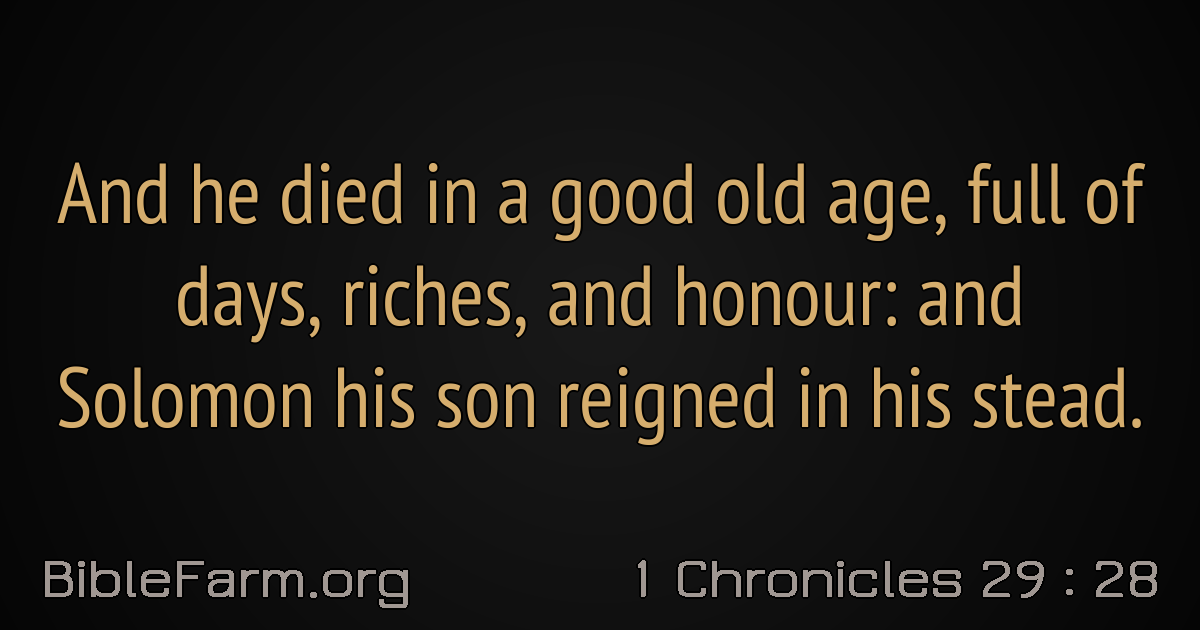 And he died in a good old age, full of
days, riches, and honour: and
Solomon his son reigned in his stead.
BibleFarm.org
1 Chronicles 29 : 28